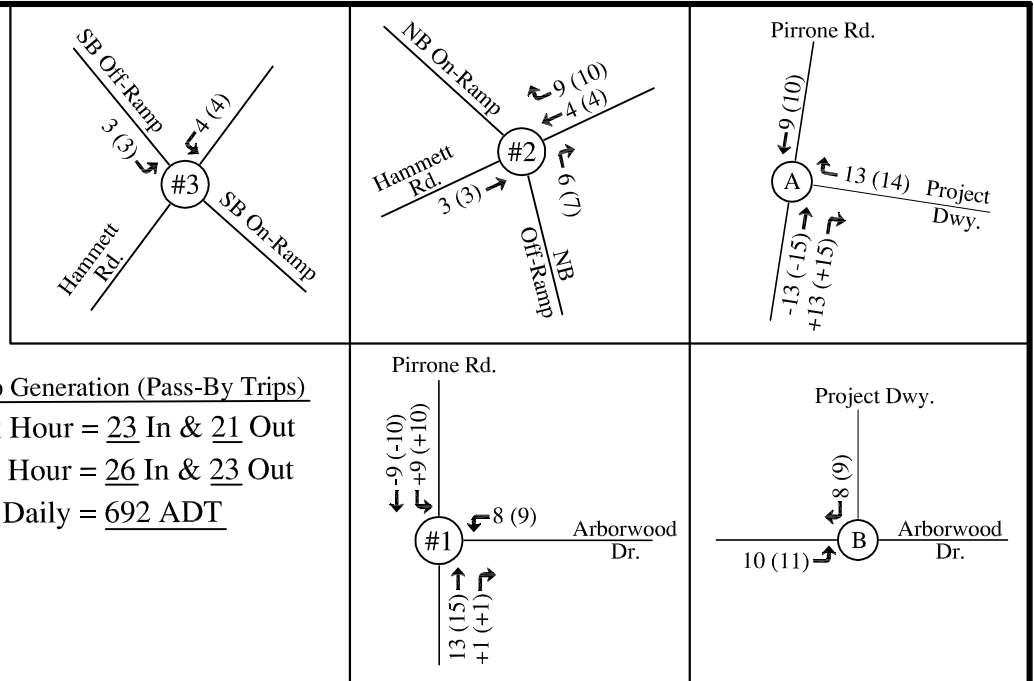 SB Off-Ramp
4 (4)
3 (3)
#3
SB On-Ramp
Hammett
Rd.
NB On-Ramp
9 (10)
4 (4)
#2
Hammett
Rd.
3 (3)
6 (7)
NB
Off-Ramp
Pirrone Rd.
9 (10)
A
13 (14)
Project
Dwy.
-13 (-15)
+13 (+15)
Generation (Pass-By Trips)
Hour = 23 In & 21 Out
Hour = 26 In & 23 Out
Daily = 692 ADT
Pirrone Rd.
-9 (-10)
+9 (+10)
8 (9)
#1
Arborwood
Dr.
13 (15)
+1 (+1)
Project Dwy.
8 (9)
B
Arborwood
Dr.
10 (11)